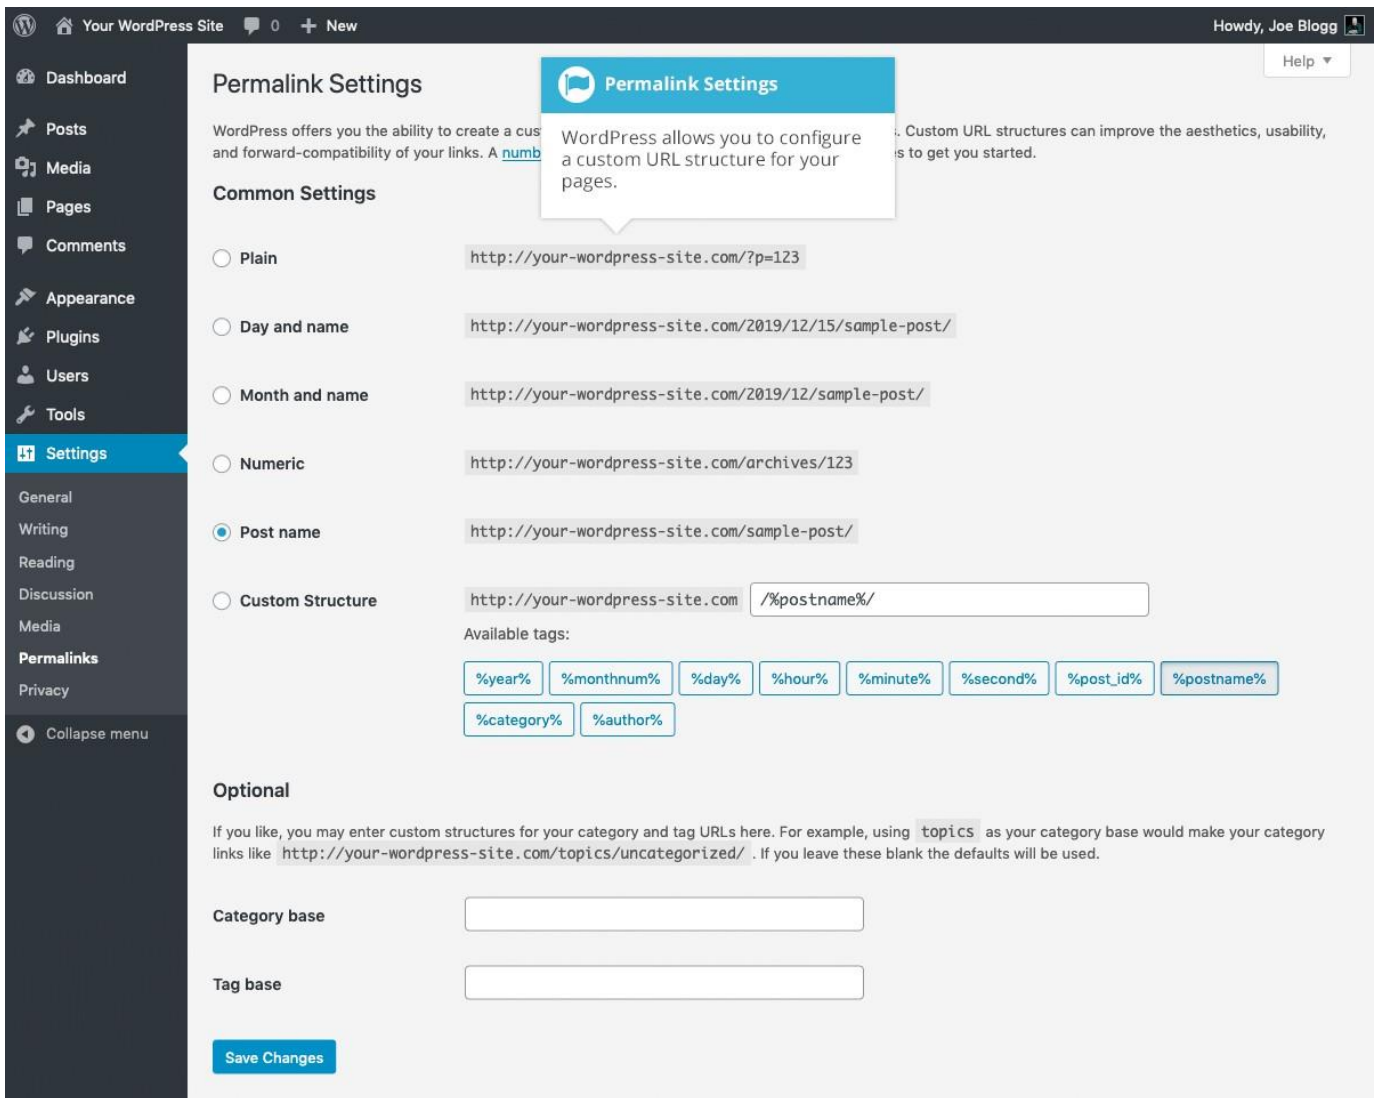 Your WordPress Site 0 New Howdy, Joe Blogg
Help
Dashboard
Posts
Media
Pages
Comments
Appearance
Plugins
Users
Tools
Settings
General
Writing
Reading
Discussion
Media
Permalinks
Privacy
Collapse menu
Permalink Settings
WordPress offers you the ability to create a . Custom URL structures can improve the aesthetics, usability,
and forward-compatibility of your links. A to get you started.
Permalink Settings
WordPress allows you to configure
a custom URL structure for your
pages.
Common Settings
Plain http://your-wordpress-site.com/?p=123
Day and name http://your-wordpress-site.com/2019/12/15/sample-post/
Month and name http://your-wordpress-site.com/2019/12/sample-post/
Numeric http://your-wordpress-site.com/archives/123
Post name http://your-wordpress-site.com/sample-post/
Custom Structure http://your-wordpress-site.com /%postname%/
Available tags:
%year% %monthnum% %day% %hour% %minute% %second% %post_id% %postname%
%category% %author%
Optional
If you like, you may enter custom structures for your category and tag URLs here. For example, using topics as your category base would make your category
links like http://your-wordpress-site.com/topics/uncategorized/ . If you leave these blank the defaults will be used.
Category base
Tag base
Save Changes